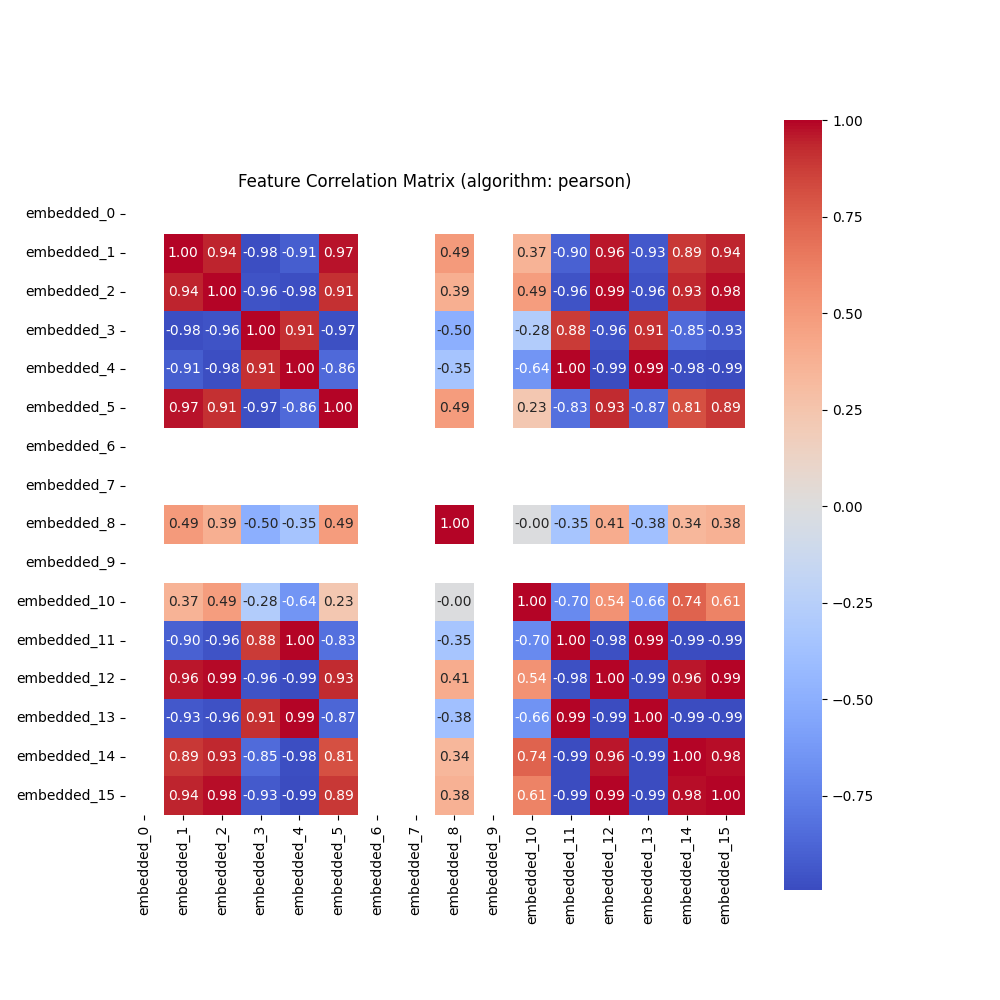 Feature Correlation Matrix (algorithm: pearson)
embedded_0
embedded_1 1.00 0.94 -0.98 -0.91 0.97 0.49 0.37 -0.90 0.96 -0.93 0.89 0.94
embedded_2 0.94 1.00 -0.96 -0.98 0.91 0.39 0.49 -0.96 0.99 -0.96 0.93 0.98
embedded_3 -0.98 -0.96 1.00 0.91 -0.97 -0.50 -0.28 0.88 -0.96 0.91 -0.85 -0.93
embedded_4 -0.91 -0.98 0.91 1.00 -0.86 -0.35 -0.64 1.00 -0.99 0.99 -0.98 -0.99
embedded_5 0.97 0.91 -0.97 -0.86 1.00 0.49 0.23 -0.83 0.93 -0.87 0.81 0.89
embedded_6
embedded_7
embedded_8 0.49 0.39 -0.50 -0.35 0.49 1.00 -0.00 -0.35 0.41 -0.38 0.34 0.38
embedded_9
embedded_10 0.37 0.49 -0.28 -0.64 0.23 -0.00 1.00 -0.70 0.54 -0.66 0.74 0.61
embedded_11 -0.90 -0.96 0.88 1.00 -0.83 -0.35 -0.70 1.00 -0.98 0.99 -0.99 -0.99
embedded_12 0.96 0.99 -0.96 -0.99 0.93 0.41 0.54 -0.98 1.00 -0.99 0.96 0.99
embedded_13 -0.93 -0.96 0.91 0.99 -0.87 -0.38 -0.66 0.99 -0.99 1.00 -0.99 -0.99
embedded_14 0.89 0.93 -0.85 -0.98 0.81 0.34 0.74 -0.99 0.96 -0.99 1.00 0.98
embedded_15 0.94 0.98 -0.93 -0.99 0.89 0.38 0.61 -0.99 0.99 -0.99 0.98 1.00
embedded_0
embedded_1
embedded_2
embedded_3
embedded_4
embedded_5
embedded_6
embedded_7
embedded_8
embedded_9
embedded_10
embedded_11
embedded_12
embedded_13
embedded_14
embedded_15
1.00
0.75
0.50
0.25
0.00
−0.25
−0.50
−0.75